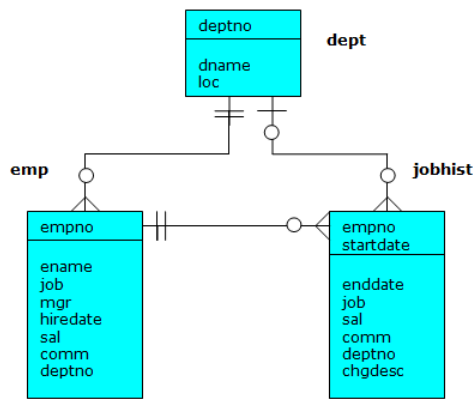 deptno
dept
dname
loc
emp
jobhist
empno
ename
job
mgr
hiredate
sal
comm
deptno
empno
startdate
enddate
job
sal
comm
deptno
chgdesc